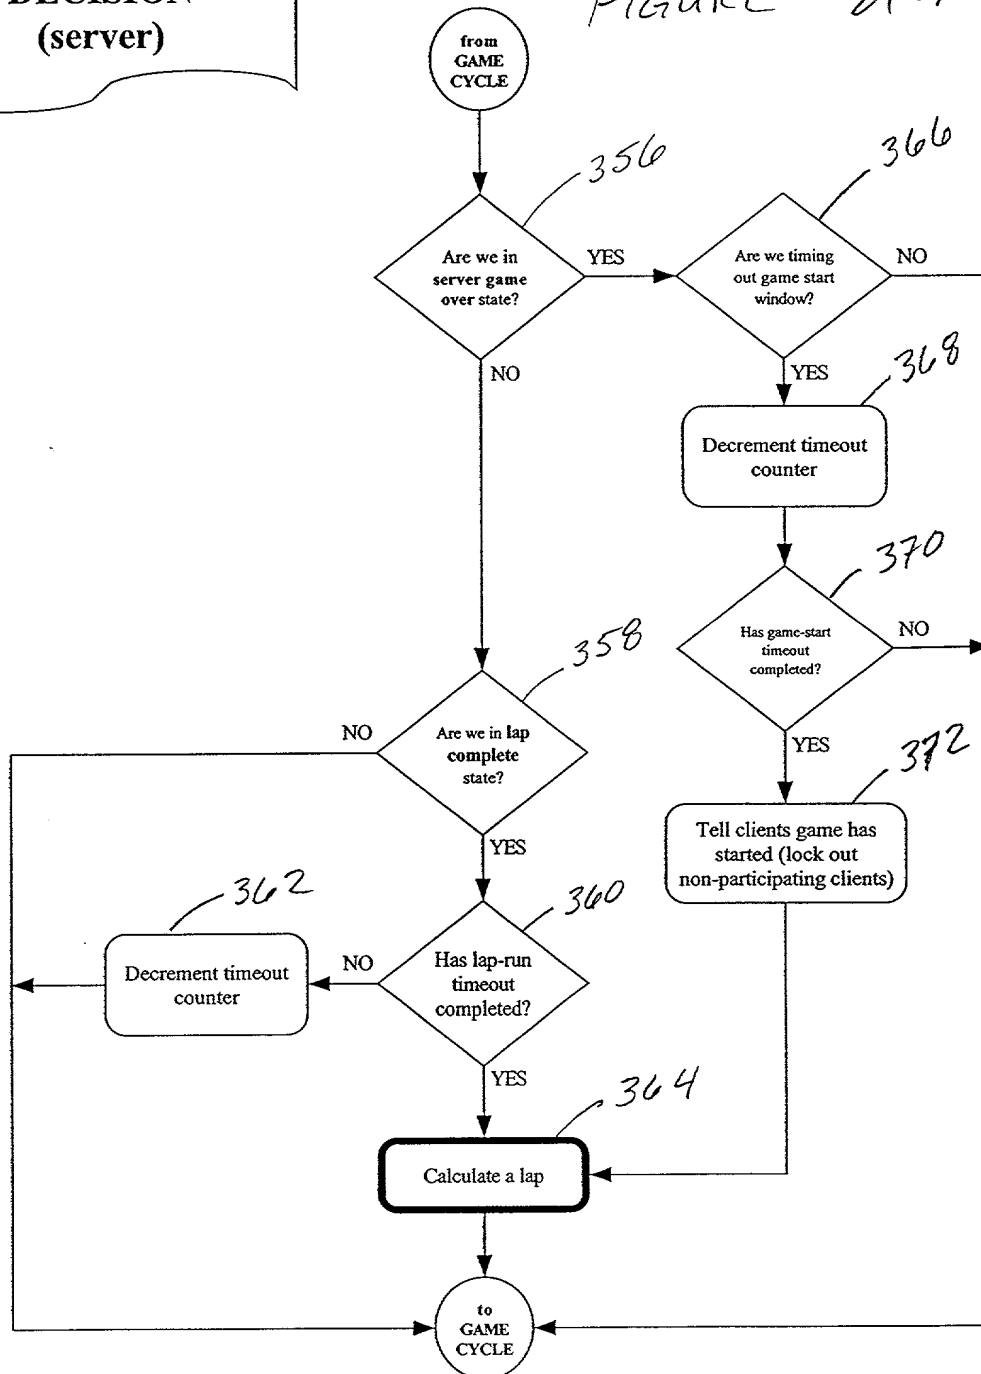 DECISION
(server)
FIGURE
from
GAME
CYCLE
356
366
Are we in
server game
over state?
YES
Are we timing
out game start
window?
NO
NO
YES
368
Decrement timeout
counter
370
Has game-start
timeout
completed?
NO
358
Are we in lap
complete
state?
NO
YES
372
Tell clients game has
started (lock out
non-participating clients)
YES
362
360
Decrement timeout
counter
NO
Has lap-run
timeout
completed?
YES
364
Calculate a lap
to
GAME
CYCLE